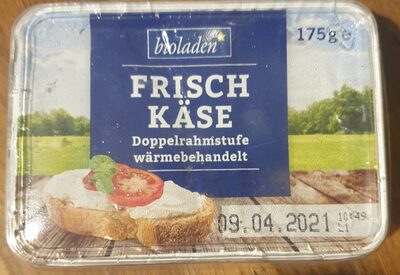 bioladen
175g e
FRISCH
KÄSE
Doppelrahmstufe
wärmebehandelt
09.04.2021